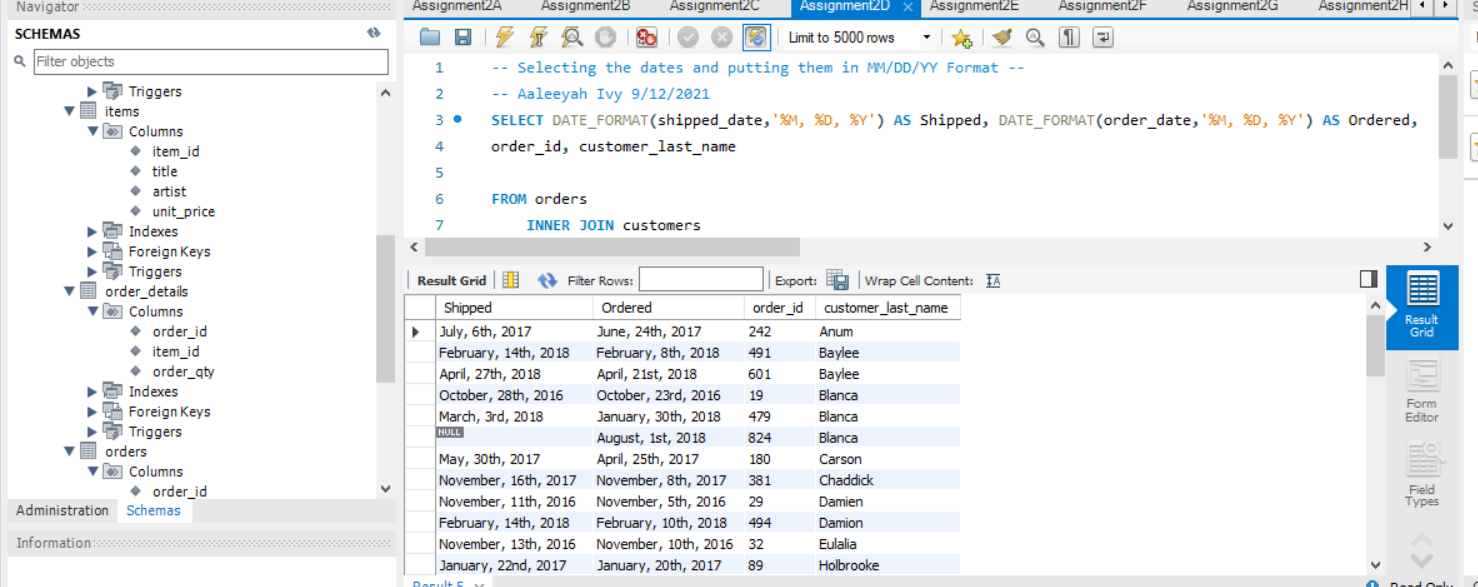 Navigator
SCHEMAS
Filter objects
Triggers
items
Columns
item_id
title
artist
unit_price
Indexes
Foreign Keys
Triggers
order_details
Columns
order_id
item_id
order_qty
Indexes
Foreign Keys
Triggers
orders
Columns
order_id
Administration Schemas
Information
Assignment2A Assignment2B Assignment2C Assignment2D Assignment2E Assignment2F Assignment2G Assignment2H
Limit to 5000 rows
1 -- Selecting the dates and putting them in MM/DD/YY Format --
2 -- Aaleeyah Ivy 9/12/2021
3 SELECT DATE_FORMAT(shipped_date,'%M, %D, %Y') AS Shipped, DATE_FORMAT(order_date,'%M, %D, %Y') AS Ordered,
4 order_id, customer_last_name
5
6 FROM orders
7 INNER JOIN customers
Result Grid Filter Rows: Export: Wrap Cell Content:
Shipped Ordered order_id customer_last_name
July, 6th, 2017 June, 24th, 2017 242 Anum
February, 14th, 2018 February, 8th, 2018 491 Baylee
April, 27th, 2018 April, 21st, 2018 601 Baylee
October, 28th, 2016 October, 23rd, 2016 19 Blanca
March, 3rd, 2018 January, 30th, 2018 479 Blanca
NULL August, 1st, 2018 824 Blanca
May, 30th, 2017 April, 25th, 2017 180 Carson
November, 16th, 2017 November, 8th, 2017 381 Chaddick
November, 11th, 2016 November, 5th, 2016 29 Damien
February, 14th, 2018 February, 10th, 2018 494 Damion
November, 13th, 2016 November, 10th, 2016 32 Eulalia
January, 22nd, 2017 January, 20th, 2017 89 Holbrooke
Result
Grid
Form
Editor
Field
Types
Result 5
Read Only